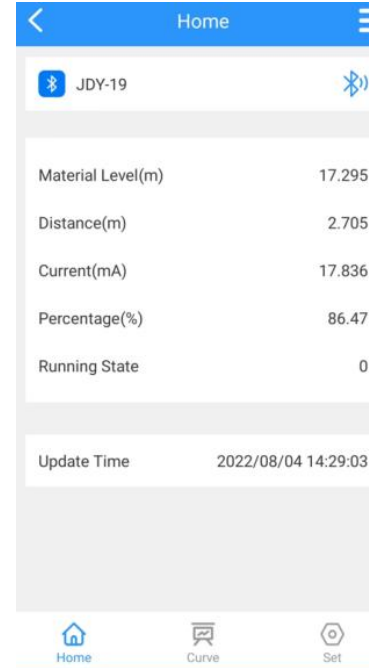 Home
JDY-19
Material Level(m) 17.295
Distance(m) 2.705
Current(mA) 17.836
Percentage(%) 86.47
Running State 0
Update Time 2022/08/04 14:29:03
Home Curve Set